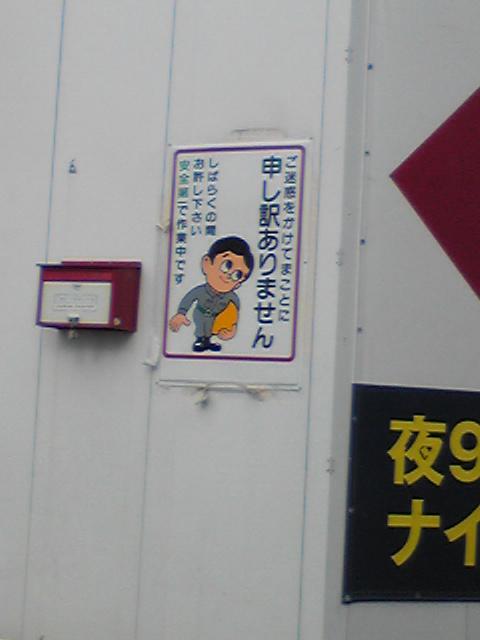 ご迷惑をかけてまことに
申し訳ありません
しばらくの間
お許し下さい
安全第一で作業中です
夜9
ナイ